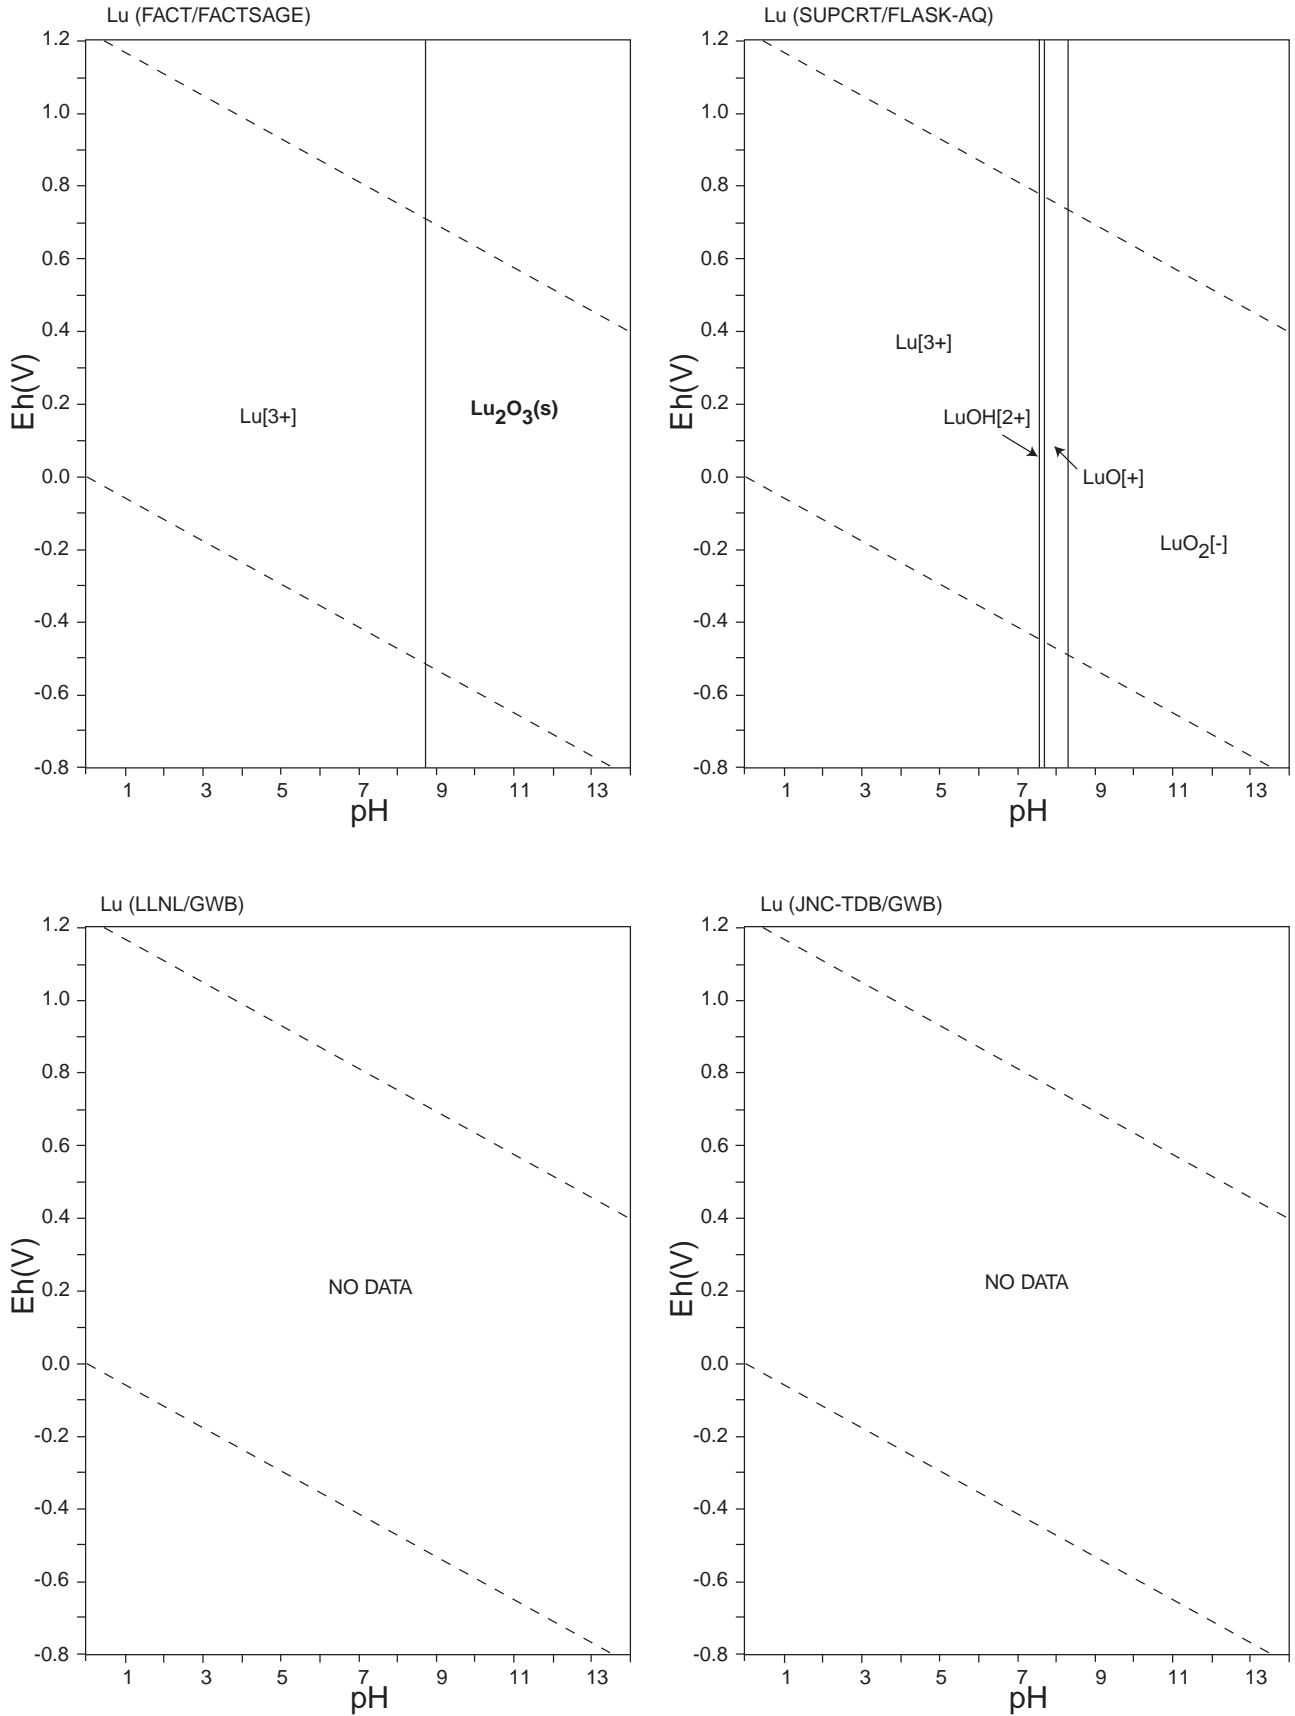 Lu (FACT/FACTSAGE)
1.2
1.0
0.8
0.6
0.4
0.2
0.0
-0.2
-0.4
-0.6
-0.8
Eh(V)
Lu[3+]
Lu2O3(s)
1 3 5 7 9 11 13
pH
Lu (SUPCRT/FLASK-AQ)
1.2
1.0
0.8
0.6
0.4
0.2
0.0
-0.2
-0.4
-0.6
-0.8
Eh(V)
Lu[3+]
LuOH[2+]
LuO[+]
LuO2[-]
1 3 5 7 9 11 13
pH
Lu (LLNL/GWB)
1.2
1.0
0.8
0.6
0.4
0.2
0.0
-0.2
-0.4
-0.6
-0.8
Eh(V)
NO DATA
1 3 5 7 9 11 13
pH
Lu (JNC-TDB/GWB)
1.2
1.0
0.8
0.6
0.4
0.2
0.0
-0.2
-0.4
-0.6
-0.8
Eh(V)
NO DATA
1 3 5 7 9 11 13
pH